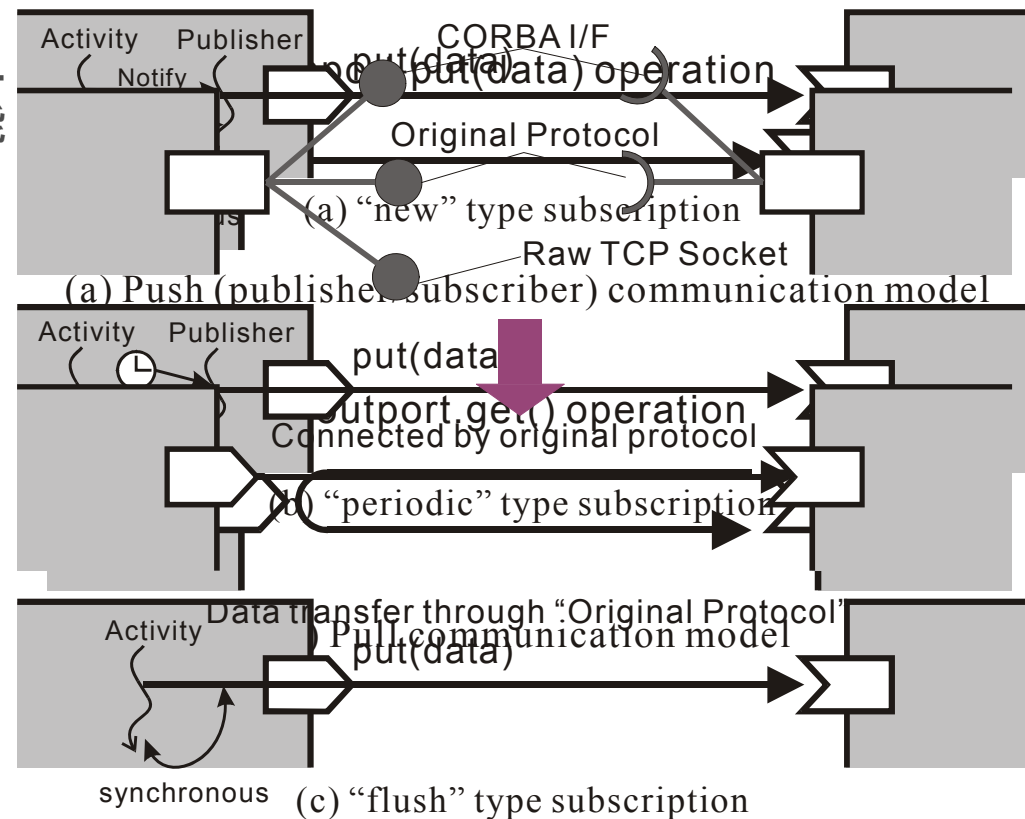 Activity Publisher
CORBA I/F
put(data)
put(data) operation
Notify
Original Protocol
(a) “new” type subscription
Raw TCP Socket
(a) Push (publisher/subscriber) communication model
Activity Publisher
put(data)
outport.get() operation
Connected by original protocol
(b) “periodic” type subscription
Data transfer through “Original Protocol”
Activity
Pull communication model
put(data)
synchronous
(c) “flush” type subscription